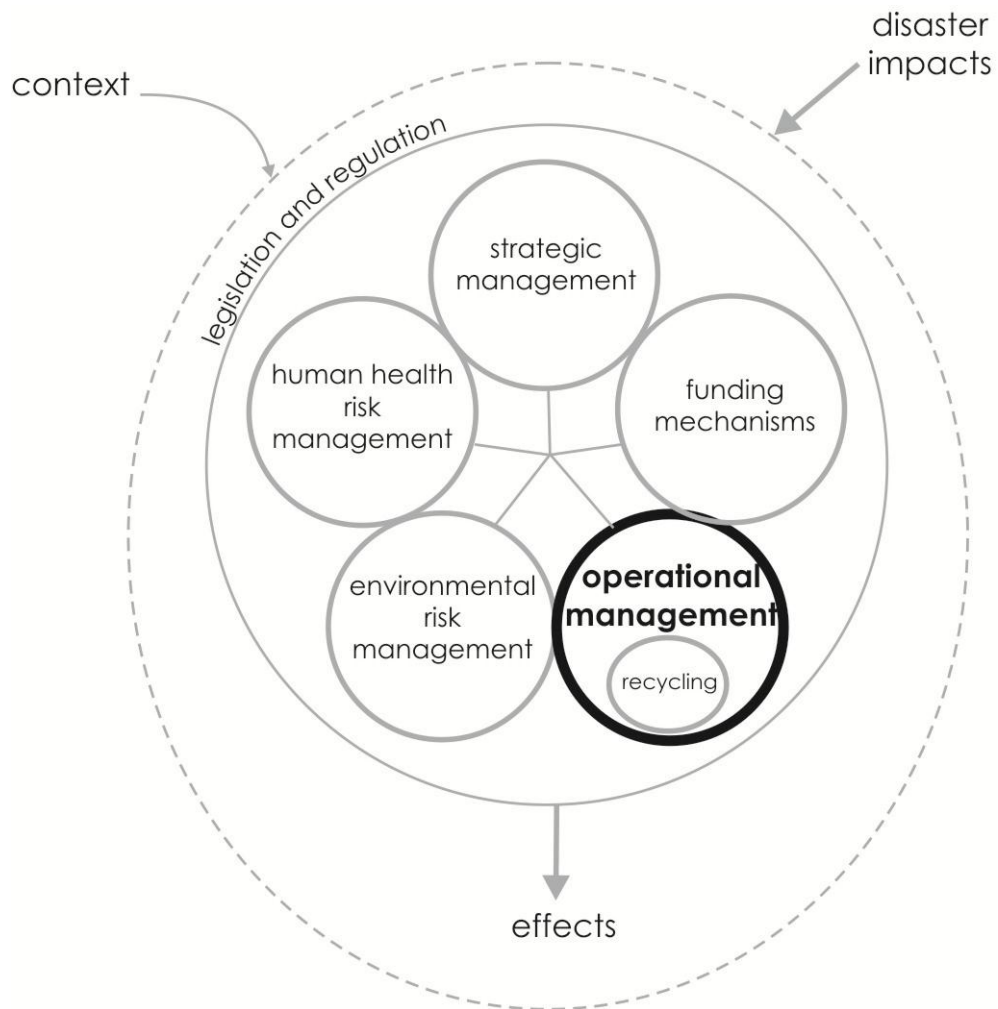 disaster
impacts
context
legislation and regulation
strategic
management
human health
risk
management
funding
mechanisms
environmental
risk
management
operational
management
recycling
effects